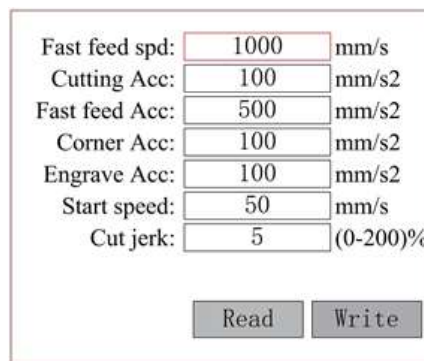 Fast feed spd: 1000 mm/s
Cutting Acc: 100 mm/s2
Fast feed Acc: 500 mm/s2
Corner Acc: 100 mm/s2
Engrave Acc: 100 mm/s2
Start speed: 50 mm/s
Cut jerk: 5 (0-200)%
Read Write